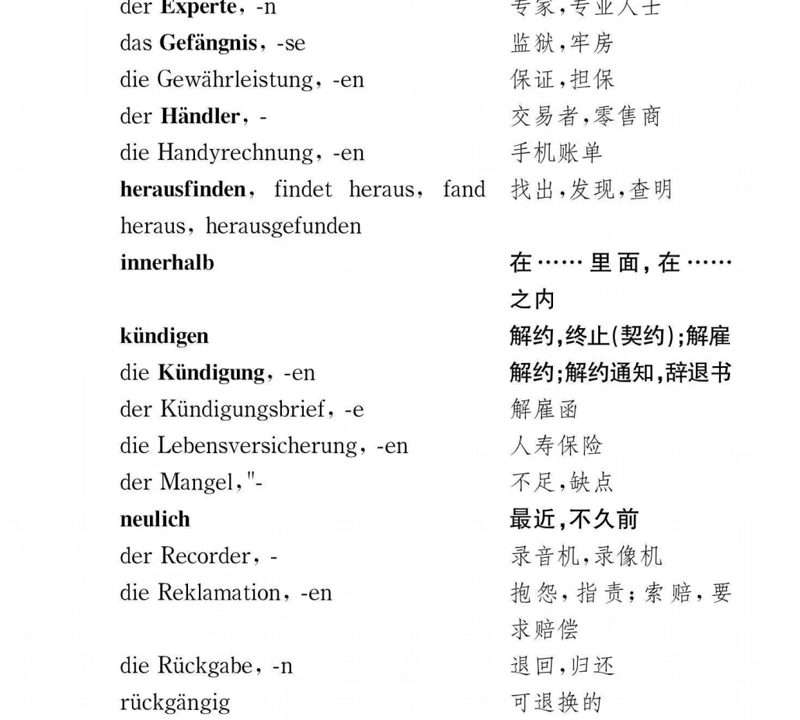 der Experte, -n 专家,专业人士
das Gefängnis, -se 监狱,牢房
die Gewährleistung, -en 保证,担保
der Händler, - 交易者,零售商
die Handyrechnung, -en 手机账单
herausfinden, findet heraus, fand 找出,发现,查明
heraus, herausgefunden
innerhalb 在……里面,在……
之内
kündigen 解约,终止(契约);解雇
die Kündigung, -en 解约;解约通知,辞退书
der Kündigungsbrief, -e 解雇函
die Lebensversicherung, -en 人寿保险
der Mangel, "- 不足,缺点
neulich 最近,不久前
der Recorder, - 录音机,录像机
die Reklamation, -en 抱怨,指责;索赔,要
求赔偿
die Rückgabe, -n 退回,归还
rückgängig 可退换的